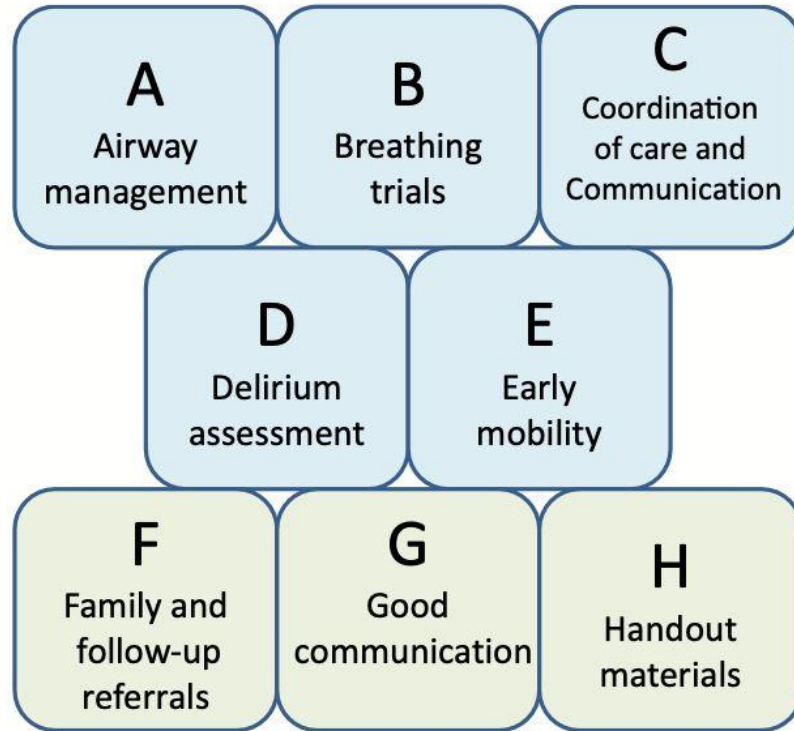 A
Airway
management
B
Breathing
trials
C
Coordination
of care and
Communication
D
Delirium
assessment
E
Early
mobility
F
Family and
follow-up
referrals
G
Good
communication
H
Handout
materials